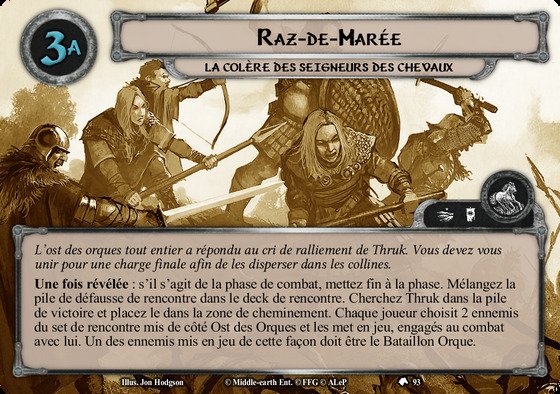 3A
Raz-de-Marée
La colère des seigneurs des chevaux
L'ost des orques tout entier a répondu au cri de ralliement de Thruk. Vous devez vous
unir pour une charge finale afin de les disperser dans les collines.
Une fois révélée : s'il s'agit de la phase de combat, mettez fin à la phase. Mélangez la
pile de défausse de rencontre dans le deck de rencontre. Cherchez Thruk dans la pile
de victoire et placez le dans la zone de cheminement. Chaque joueur choisit 2 ennemis
du set de rencontre mis de côté Ost des Orques et les met en jeu, engagés au combat
avec lui. Un des ennemis mis en jeu de cette façon doit être le Bataillon Orque.
Illus. Jon Hodgson © Middle-earth Ent. © FFG © ALeP 93